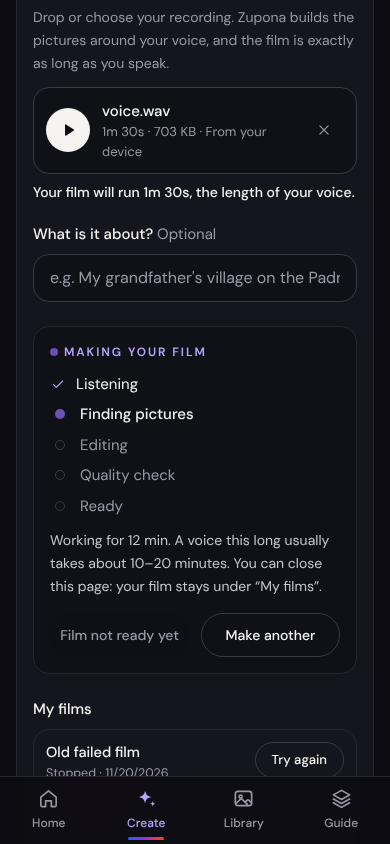 Drop or choose your recording. Zupona builds the
pictures around your voice, and the film is exactly
as long as you speak.
voice.wav
1m 30s · 703 KB · From your
device
Your film will run 1m 30s, the length of your voice.
What is it about? Optional
e.g. My grandfather's village on the Padr
MAKING YOUR FILM
Listening
Finding pictures
Editing
Quality check
Ready
Working for 12 min. A voice this long usually
takes about 10–20 minutes. You can close
this page: your film stays under “My films”.
Film not ready yet
Make another
My films
Old failed film
Try again
Stopped · 11/20/2026
Home
Create
Library
Guide